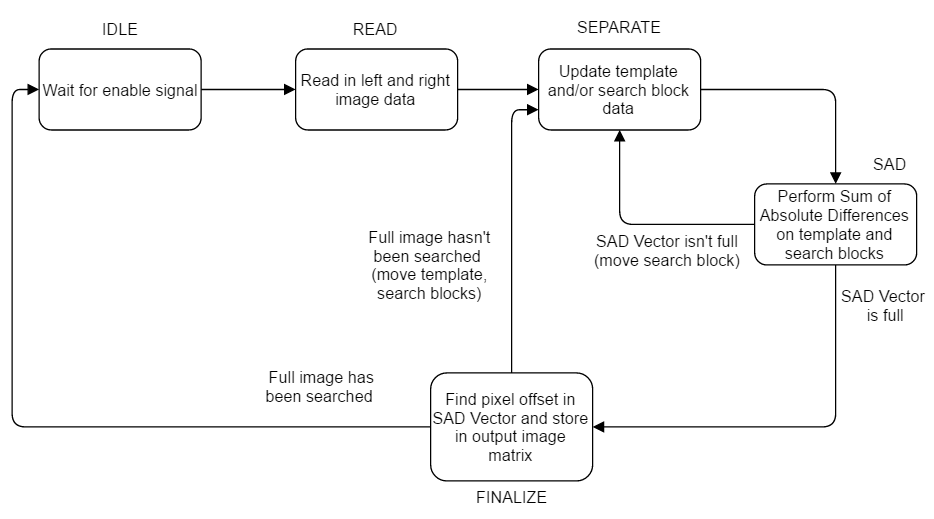 IDLE
Wait for enable signal
READ
Read in left and right
image data
SEPARATE
Update template
and/or search block
data
SAD
Perform Sum of
Absolute Differences
on template and
search blocks
SAD Vector isn't full
(move search block)
SAD Vector
is full
Full image hasn't
been searched
(move template,
search blocks)
Full image has
been searched
Find pixel offset in
SAD Vector and store
in output image
matrix
FINALIZE